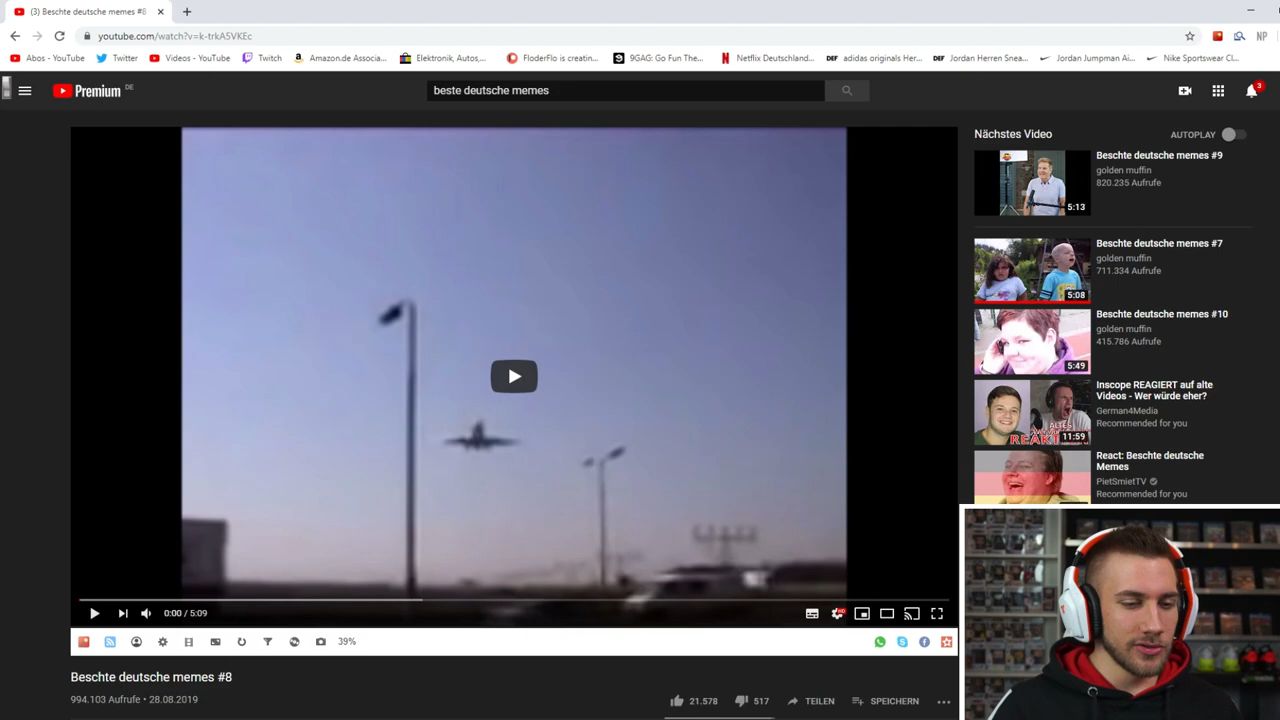 (3) Beschte deutsche memes #8
youtube.com/watch?v=k-trkA5VKEc
NP
Abos - YouTube
Twitter
Videos - YouTube
Twitch
Amazon.de Associa...
Elektronik, Autos,...
FloderFlo is creatin...
9GAG: Go Fun The...
Netflix Deutschland...
adidas originals Her...
Jordan Herren Snea...
Jordan Jumpman Ai...
Nike Sportswear Cl...
Premium DE
beste deutsche memes
3
Nächstes Video
AUTOPLAY
Beschte deutsche memes #9
golden muffin
820.235 Aufrufe
5:13
Beschte deutsche memes #7
golden muffin
711.334 Aufrufe
5:08
Beschte deutsche memes #10
golden muffin
415.786 Aufrufe
5:49
Inscope REAGIERT auf alte
Videos - Wer würde eher?
German4Media
Recommended for you
11:59
React: Beschte deutsche
Memes
PietSmietTV
Recommended for you
0:00 / 5:09
HD
39%
Beschte deutsche memes #8
994.103 Aufrufe • 28.08.2019
21.578
517
TEILEN
SPEICHERN